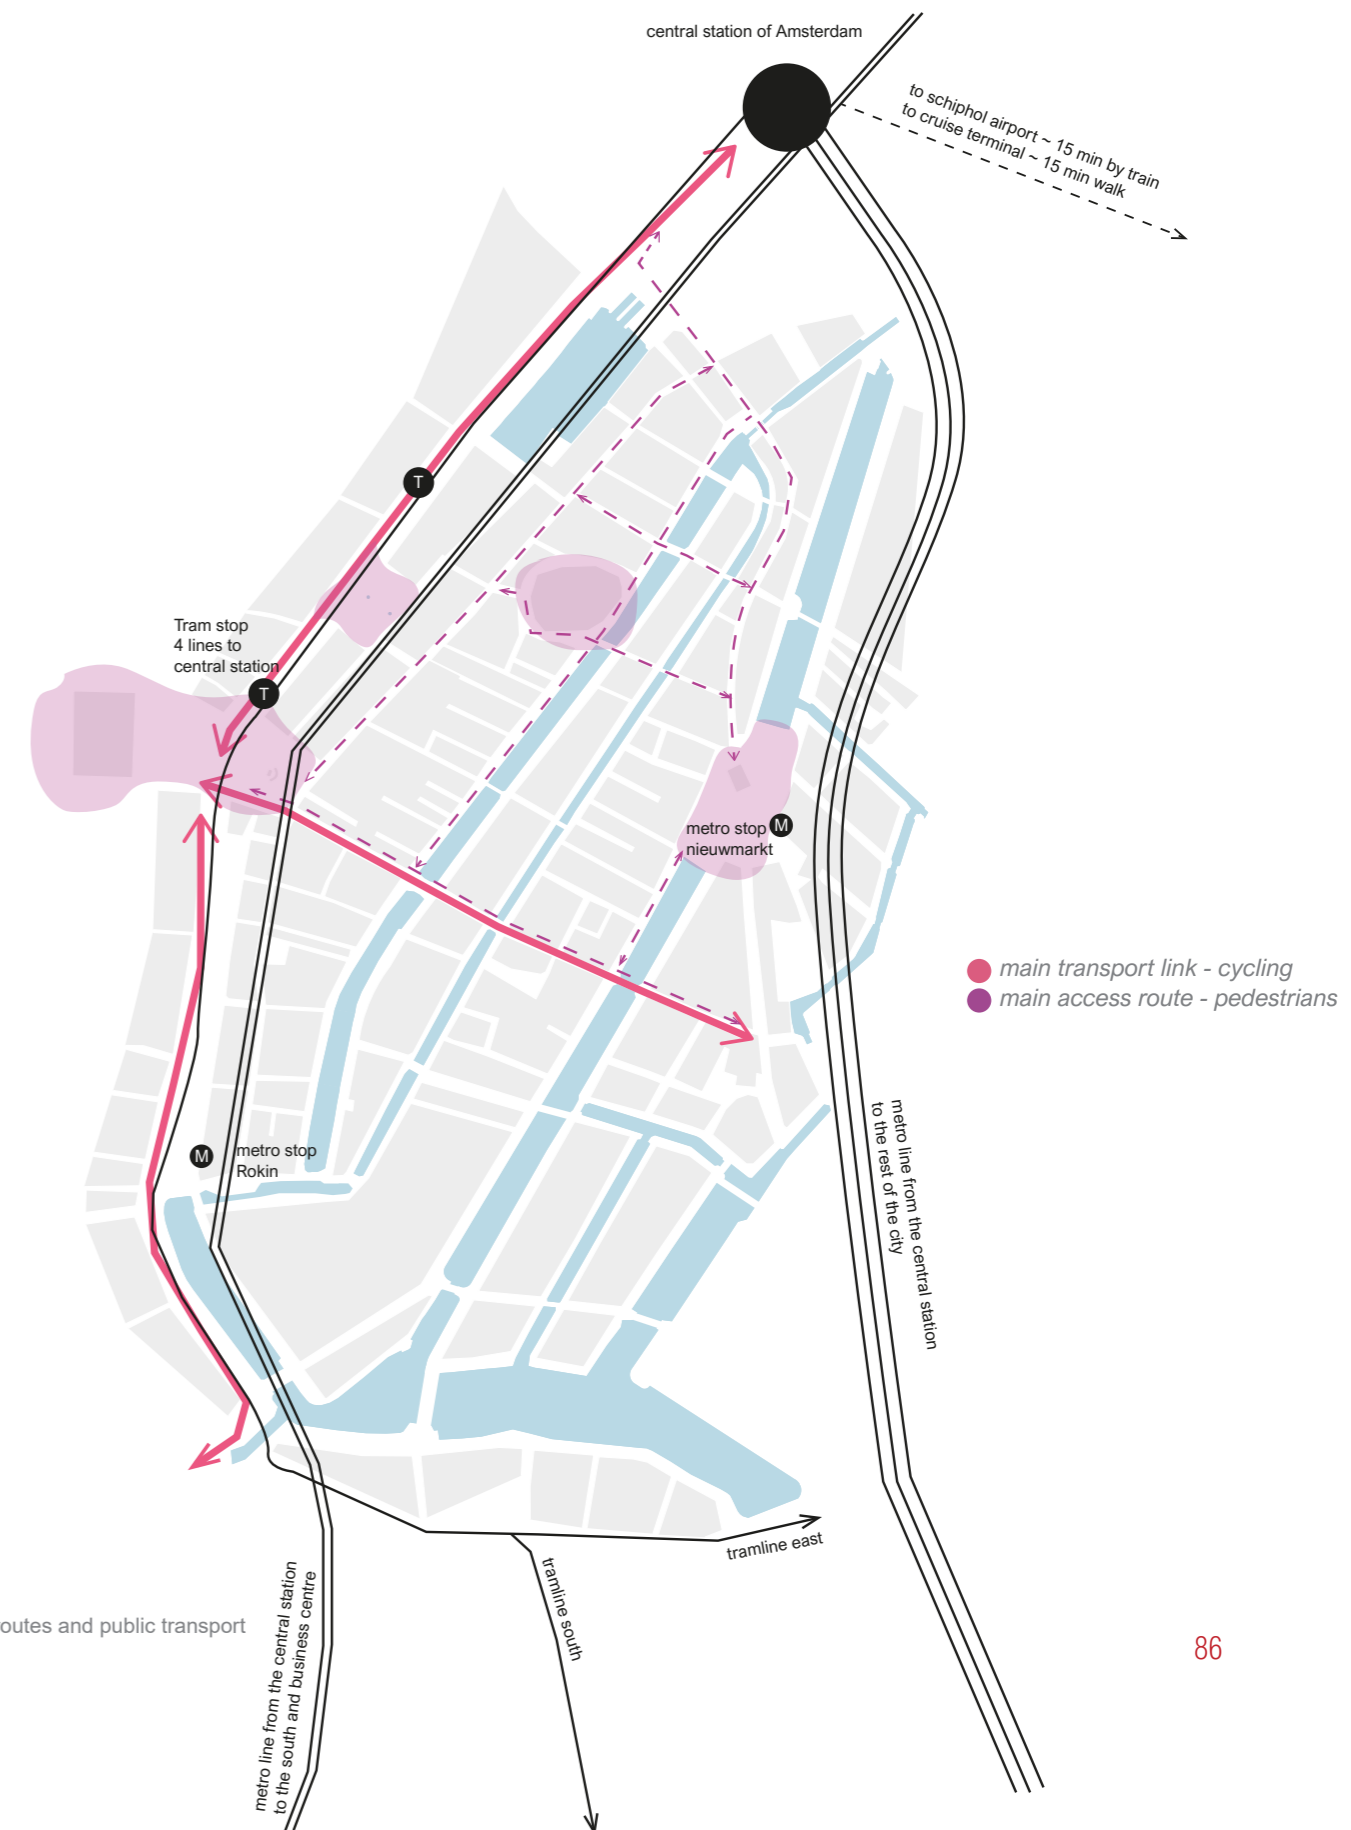 central station of Amsterdam
to schiphol airport ~ 15 min by train
to cruise terminal ~ 15 min walk
T
Tram stop
4 lines to
central station
T
metro stop
nieuwmarkt
M
main transport link - cycling
main access route - pedestrians
M
metro stop
Rokin
metro line from the central station
to the rest of the city
tramline east
tramline south
metro line from the central station
to the south and business centre
outes and public transport
86